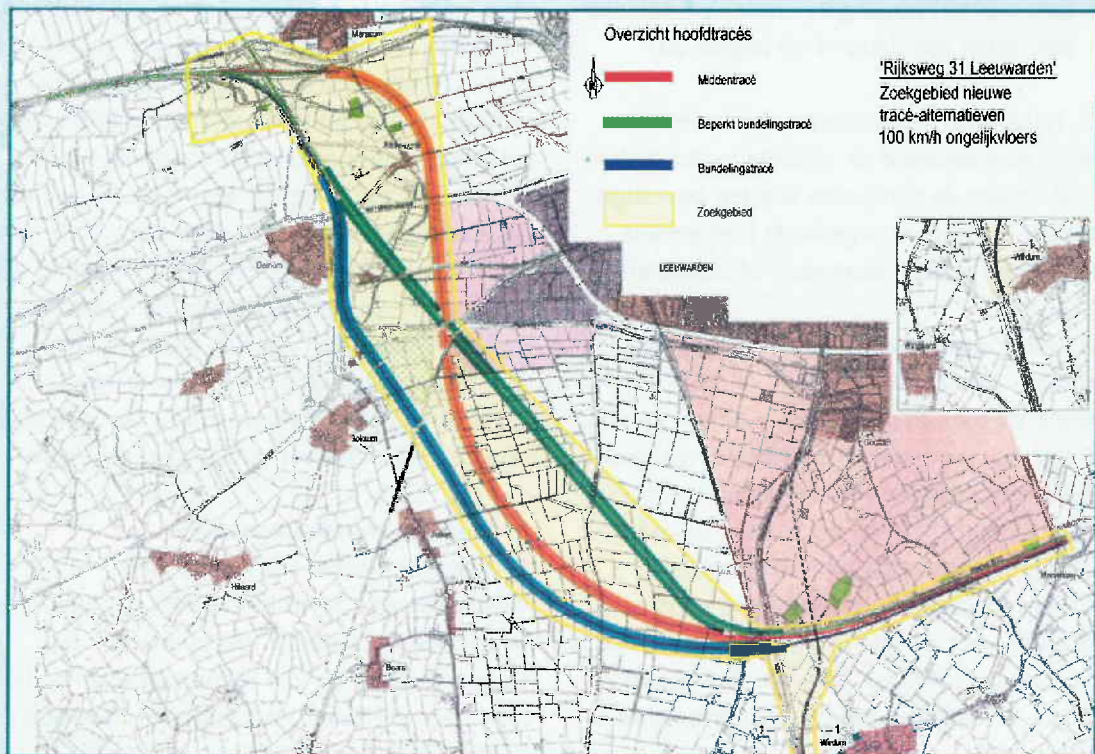 Overzicht hoofdtracés
Middentracé
Beperkt bundelingstracé
Bundelingstracé
Zoekgebied
'Rijksweg 31 Leeuwarden'
Zoekgebied nieuwe
tracé-alternatieven
100 km/h ongelijkvloers
Marssum
Deinum
LEEUWARDEN
Wirdum
Boksum
Hilaard
Bears
Wirdum